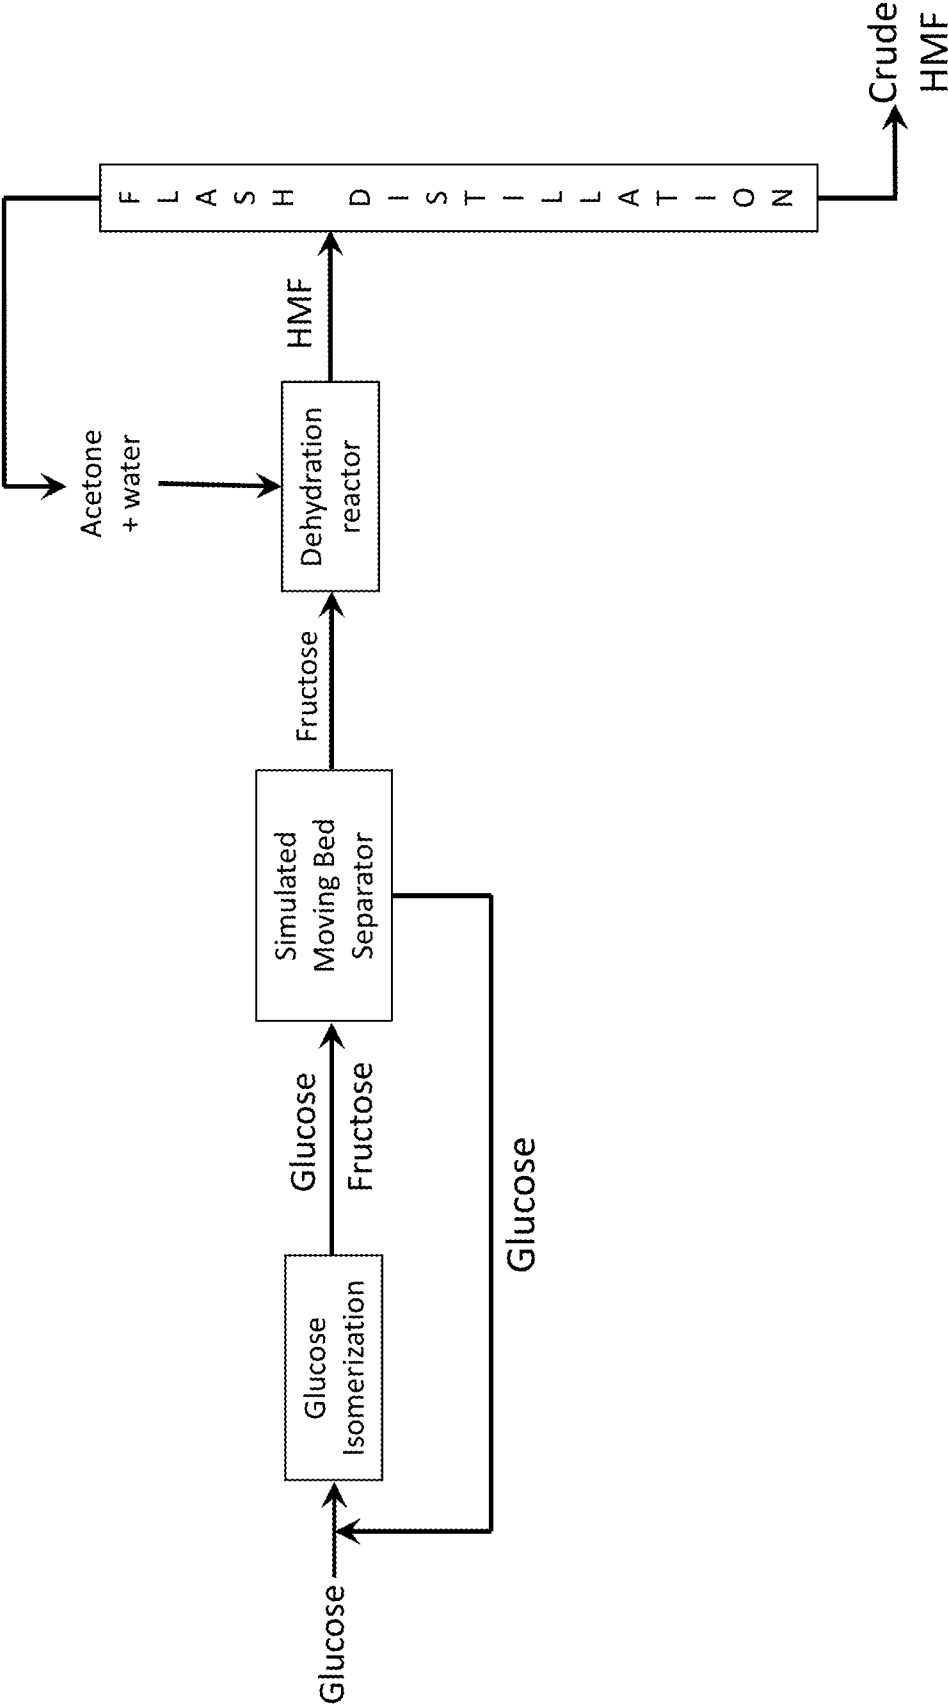 Glucose
Glucose
Isomerization
Glucose
Fructose
Glucose
Simulated
Moving Bed
Separator
Fructose
Acetone
+ water
Dehydration
reactor
HMF
FLASH DISTILLATION
Crude
HMF